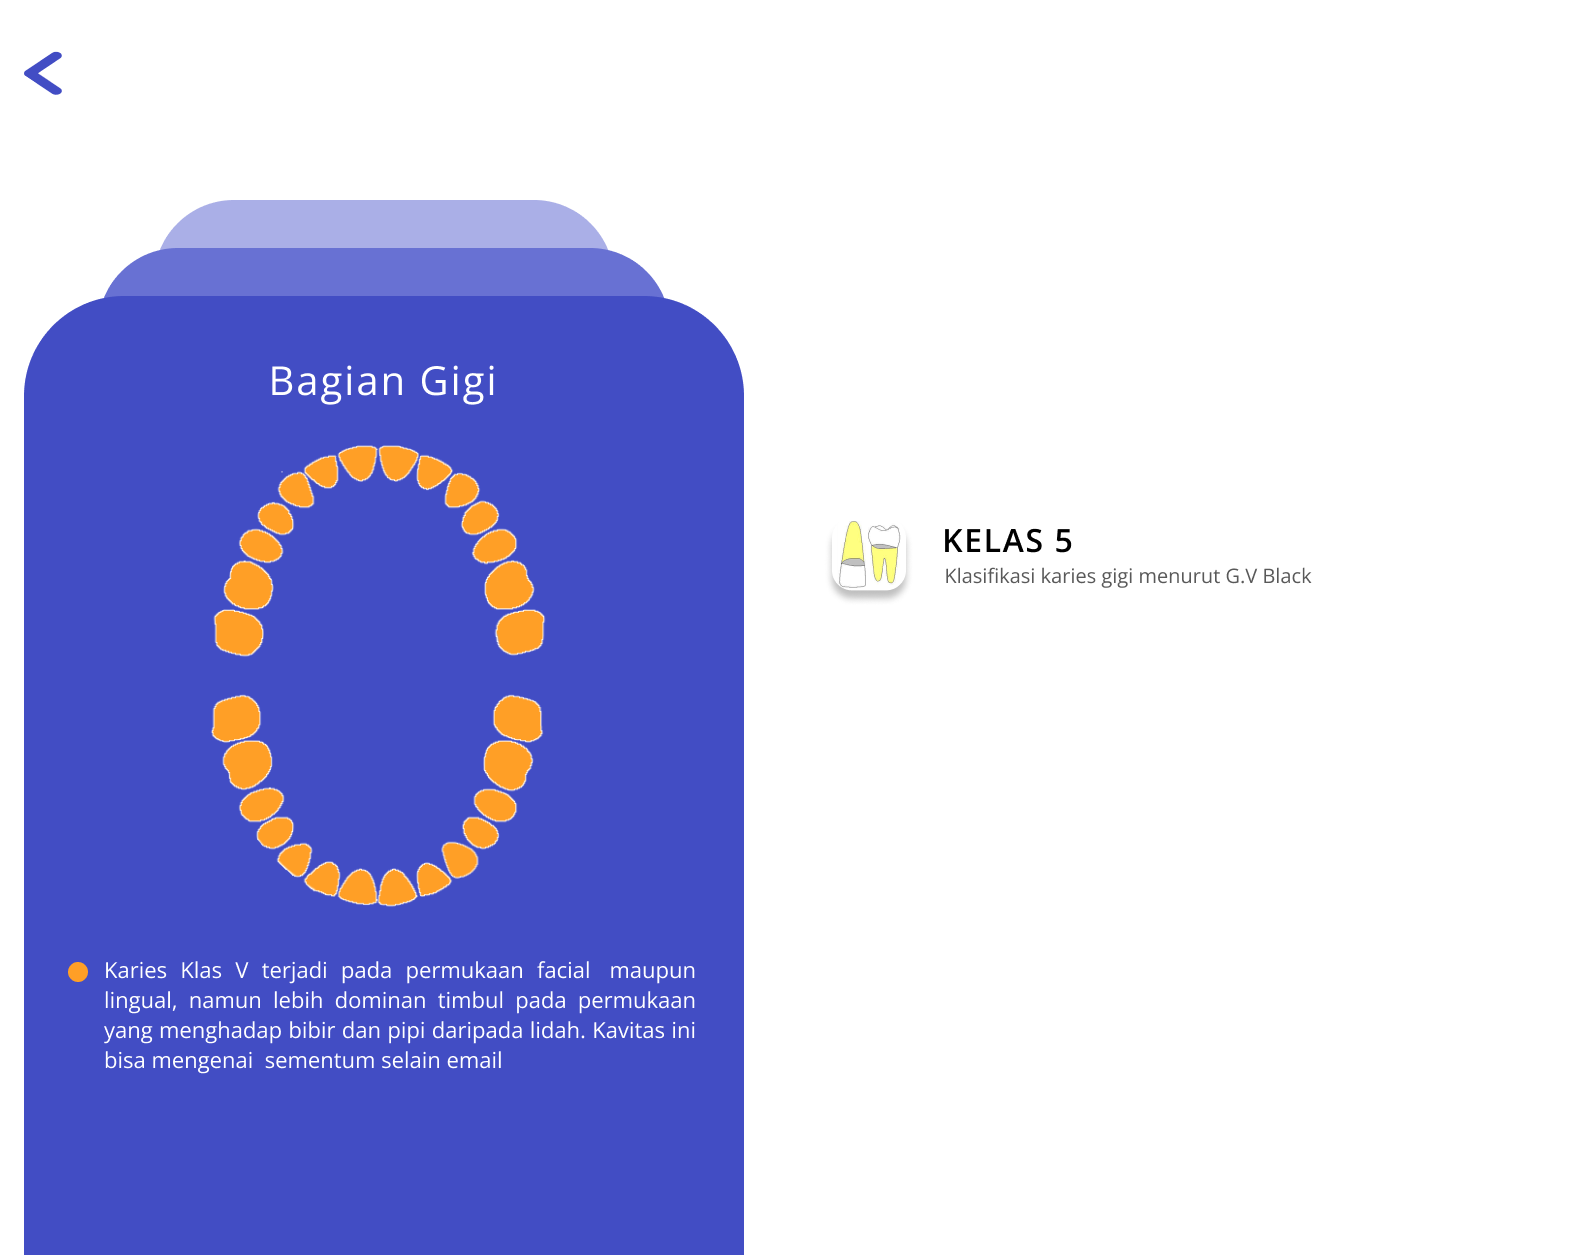 Bagian Gigi
Karies Klas V terjadi pada permukaan facial maupun
lingual, namun lebih dominan timbul pada permukaan
yang menghadap bibir dan pipi daripada lidah. Kavitas ini
bisa mengenai sementum selain email
KELAS 5
Klasifikasi karies gigi menurut G.V Black